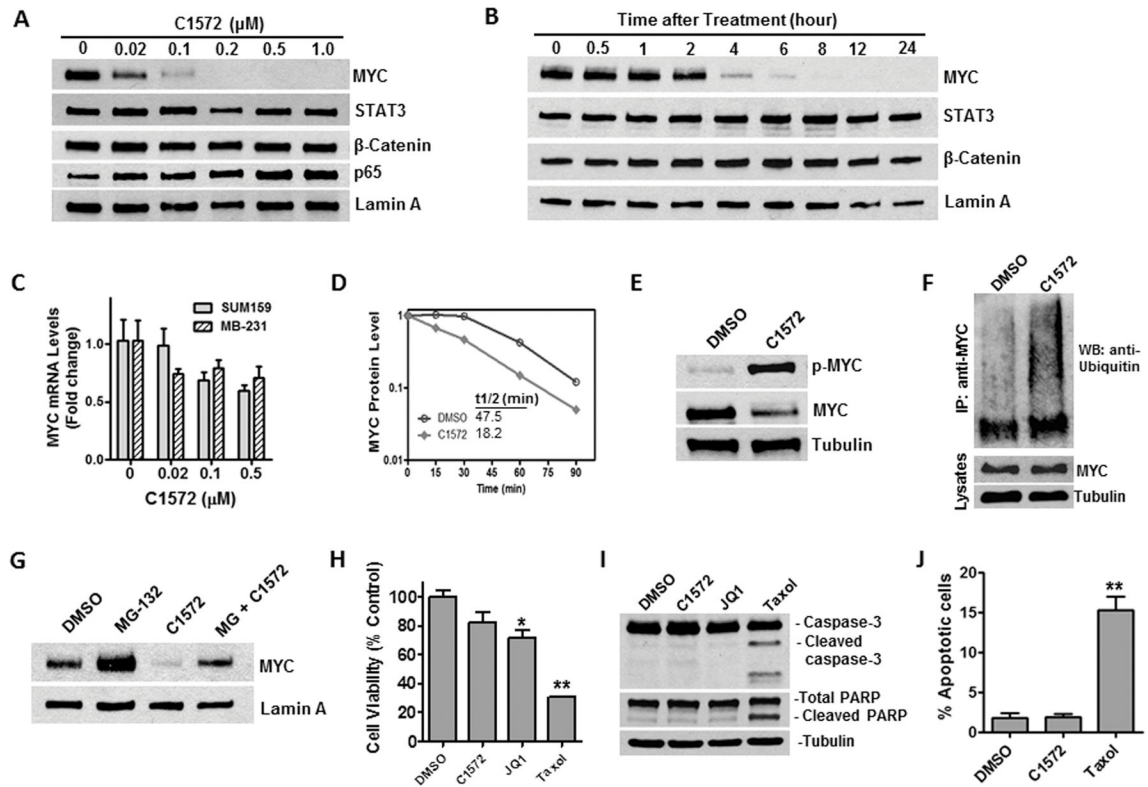 A
C1572 (µM)
0 0.02 0.1 0.2 0.5 1.0
MYC
STAT3
β-Catenin
p65
Lamin A
B
Time after Treatment (hour)
0 0.5 1 2 4 6 8 12 24
MYC
STAT3
β-Catenin
Lamin A
C
MYC mRNA Levels
(Fold change)
1.0
0.5
0.0
SUM159
MB-231
0 0.02 0.1 0.5
C1572 (µM)
D
MYC Protein Level
1
0.1
0.01
t1/2 (min)
DMSO 47.5
C1572 18.2
0 15 30 45 60 75 90
Time (min)
E
DMSO
C1572
p-MYC
MYC
Tubulin
F
DMSO
C1572
IP: anti-MYC
WB: anti-
Ubiquitin
Lysates
MYC
Tubulin
G
DMSO
MG-132
C1572
MG + C1572
MYC
Lamin A
H
Cell Viability (% Control)
100
80
60
40
20
0
*
**
DMSO
C1572
JQ1
Taxol
I
DMSO
C1572
JQ1
Taxol
- Caspase-3
- Cleaved
caspase-3
-Total PARP
- Cleaved PARP
-Tubulin
J
% Apoptotic cells
20
15
10
5
0
**
DMSO
C1572
Taxol